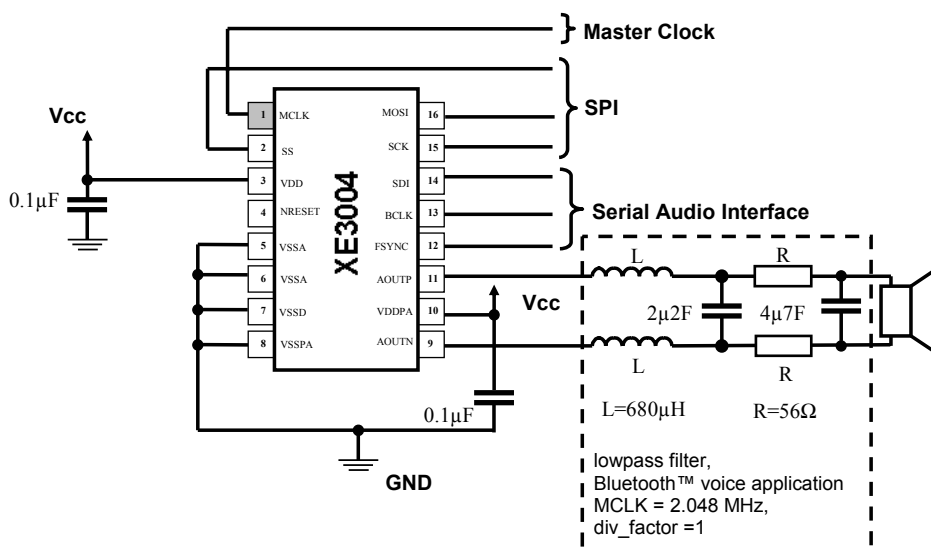 Master Clock
SPI
Vcc
0.1µF
1 MCLK MOSI 16
2 SS SCK 15
3 VDD SDI 14
4 NRESET BCLK 13
5 VSSA FSYNC 12
6 VSSA AOUTP 11
7 VSSD VDDPA 10
8 VSSPA AOUTN 9
XE3004
Serial Audio Interface
L R
Vcc
2µ2F 4µ7F
L R
0.1µF
L=680µH R=56Ω
GND
lowpass filter,
Bluetooth™ voice application
MCLK = 2.048 MHz,
div_factor =1